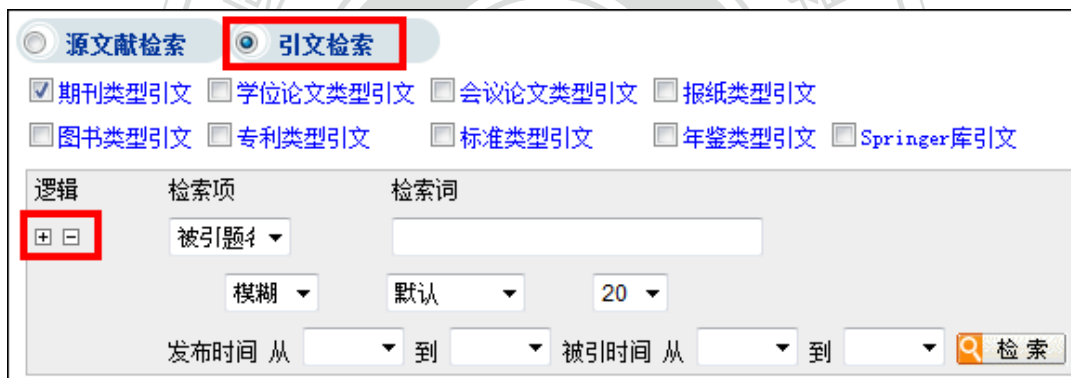 源文献检索 引文检索
期刊类型引文 学位论文类型引文 会议论文类型引文 报纸类型引文
图书类型引文 专利类型引文 标准类型引文 年鉴类型引文 Springer库引文
逻辑 检索项 检索词
被引题名
模糊 默认 20
发布时间 从 到 被引时间 从 到 检索